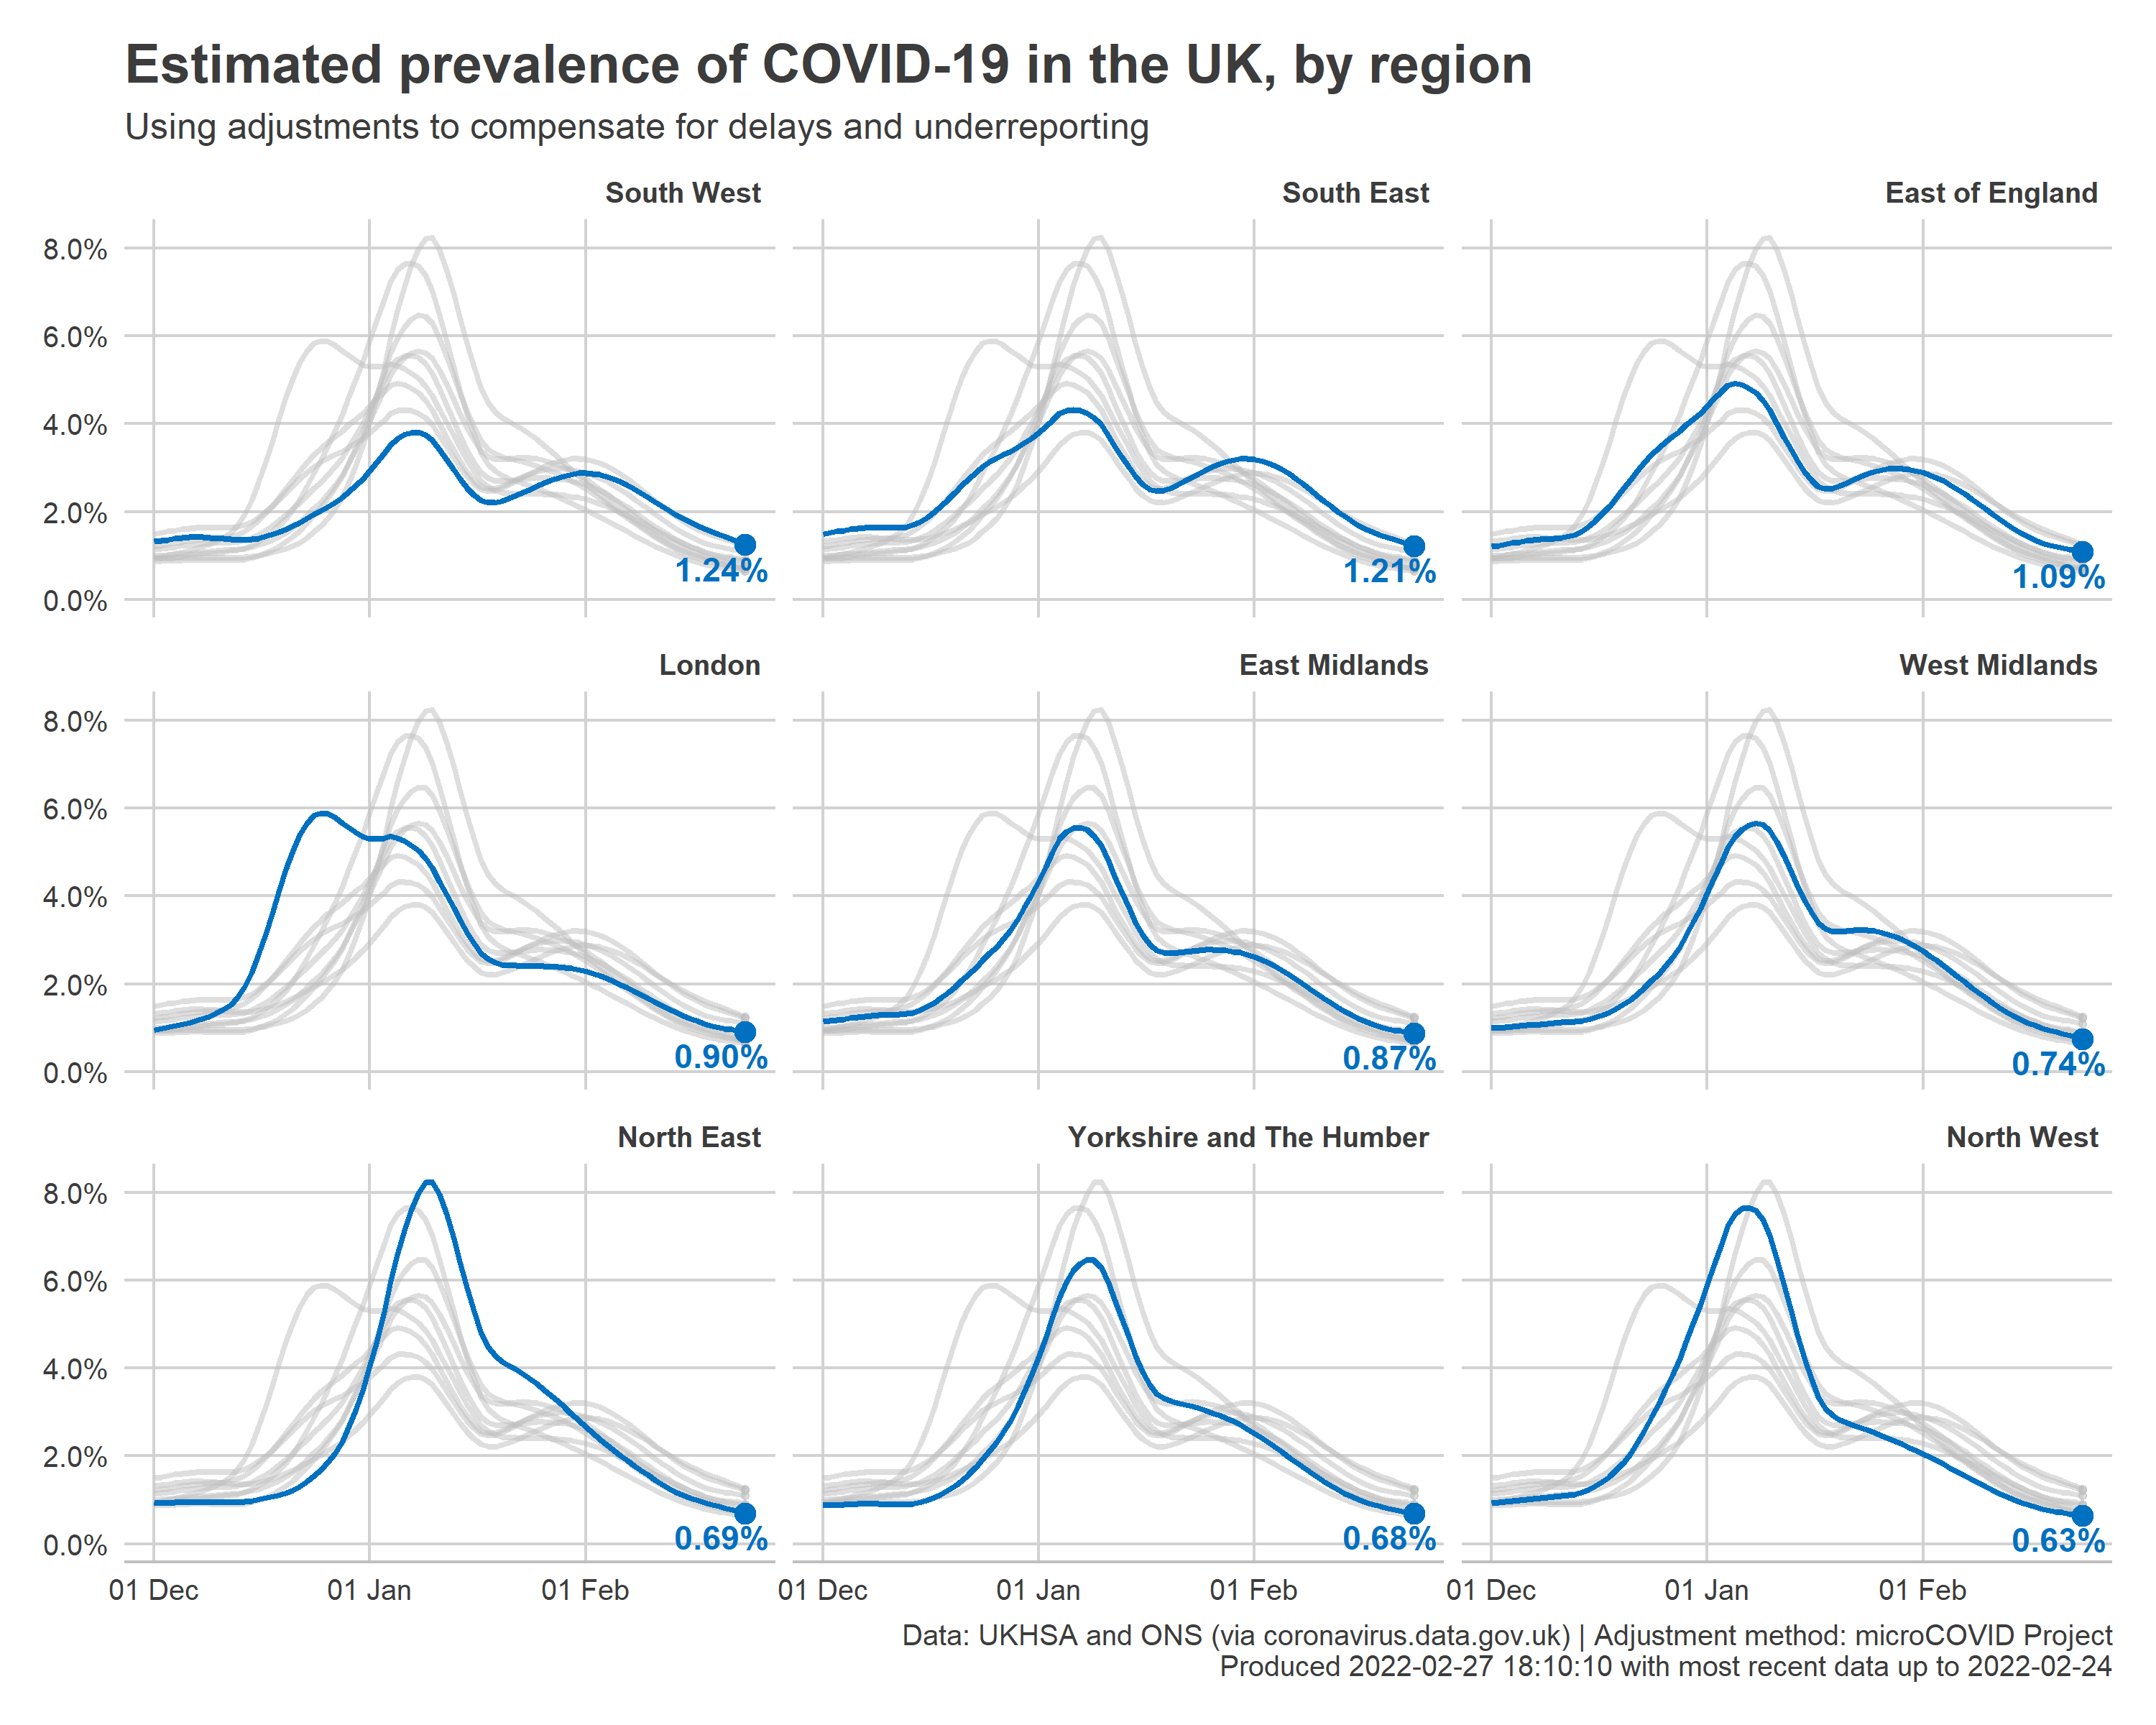 Estimated prevalence of COVID-19 in the UK, by region
Using adjustments to compensate for delays and underreporting
South West
South East
East of England
8.0%
6.0%
4.0%
2.0%
0.0%
1.24%
1.21%
1.09%
London
East Midlands
West Midlands
8.0%
6.0%
4.0%
2.0%
0.0%
0.90%
0.87%
0.74%
North East
Yorkshire and The Humber
North West
8.0%
6.0%
4.0%
2.0%
0.0%
0.69%
0.68%
0.63%
01 Dec
01 Jan
01 Feb
01 Dec
01 Jan
01 Feb
01 Dec
01 Jan
01 Feb
Data: UKHSA and ONS (via coronavirus.data.gov.uk) | Adjustment method: microCOVID Project
Produced 2022-02-27 18:10:10 with most recent data up to 2022-02-24